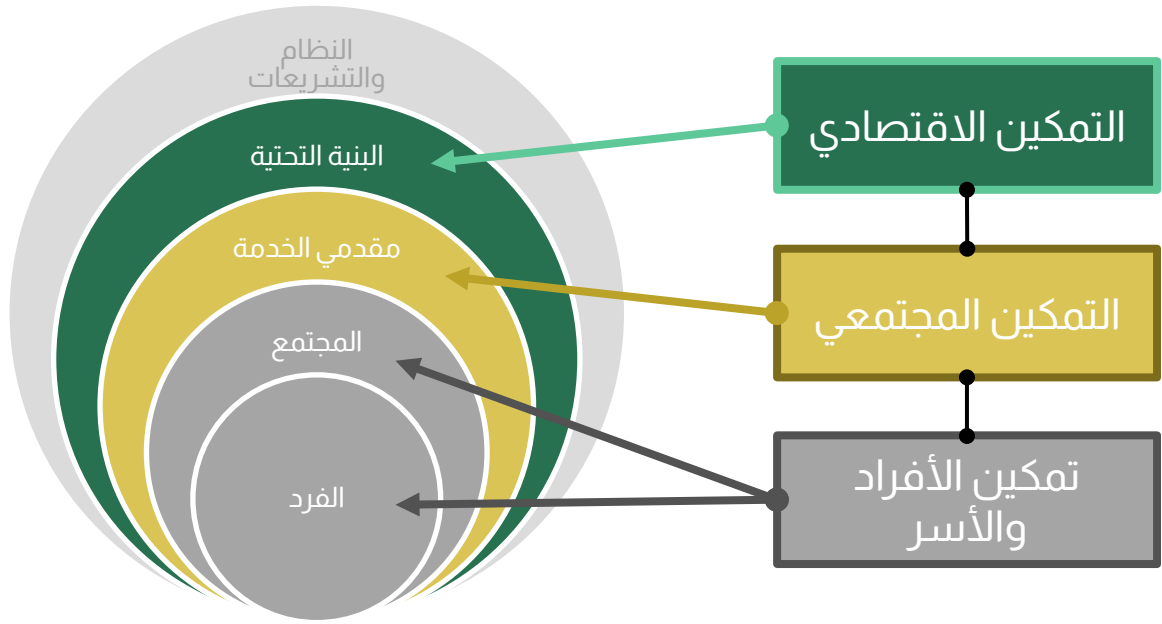 النظام
والتشريعات
البنية التحتية
مقدمي الخدمة
المجتمع
الفرد
التمكين الاقتصادي
التمكين المجتمعي
تمكين الأفراد
والأسر